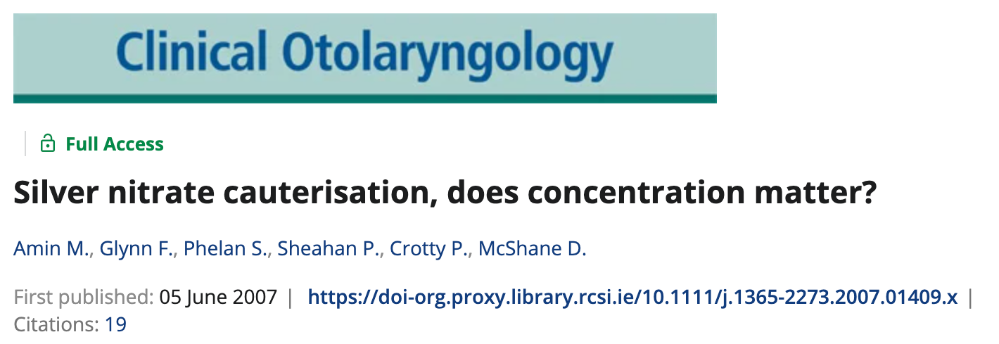 Clinical Otolaryngology
Full Access
Silver nitrate cauterisation, does concentration matter?
Amin M., Glynn F., Phelan S., Sheahan P., Crotty P., McShane D.
First published: 05 June 2007 | https://doi-org.proxy.library.rcsi.ie/10.1111/j.1365-2273.2007.01409.x |
Citations: 19